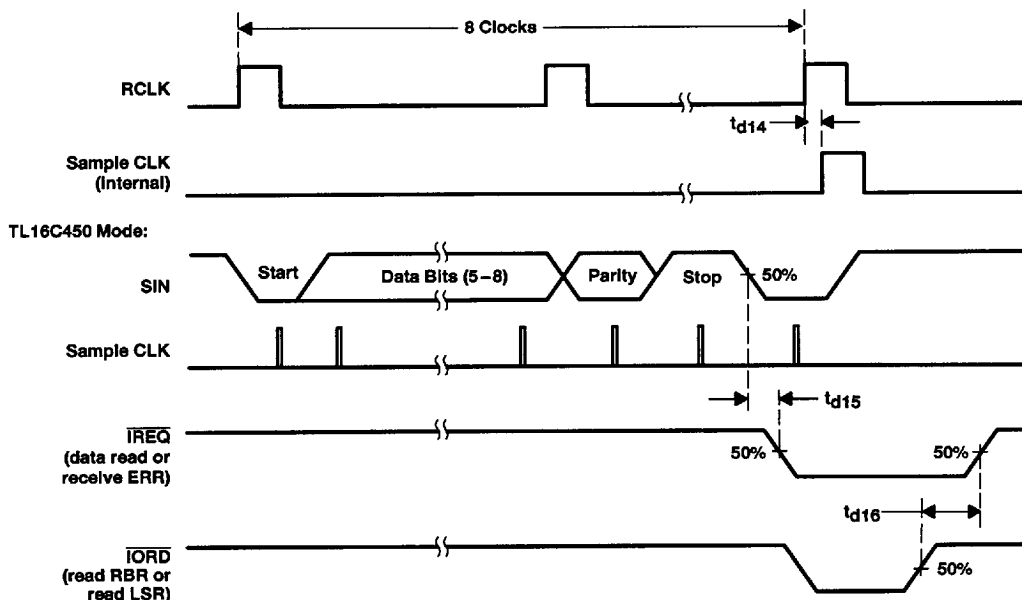 8 Clocks
RCLK
td14
Sample CLK
(Internal)
TL16C450 Mode:
SIN
Start
Data Bits (5–8)
Parity
Stop
50%
Sample CLK
td15
IREQ
(data read or
receive ERR)
50%
50%
td16
IORD
(read RBR or
read LSR)
50%